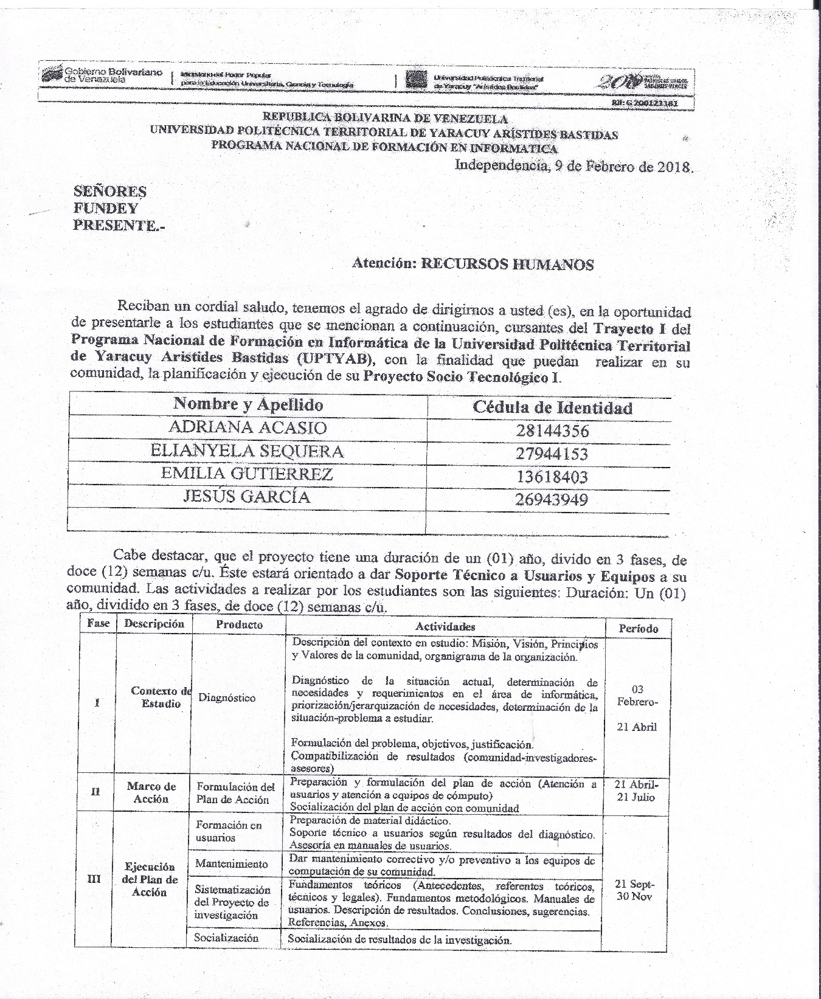 Gobierno Bolivariano
de Venezuela
Ministerio del Poder Popular
para la Educación Universitaria, Ciencia y Tecnología
Universidad Politécnica Territorial
de Yaracuy "Arístides Bastidas"
200
UNIDOS
VENCER
RIF: G 200121181
REPUBLICA BOLIVARINA DE VENEZUELA
UNIVERSIDAD POLITÉCNICA TERRITORIAL DE YARACUY ARÍSTIDES BASTIDAS
PROGRAMA NACIONAL DE FORMACIÓN EN INFORMATICA
Independencia, 9 de Febrero de 2018.
SEÑORES
FUNDEY
PRESENTE.-
Atención: RECURSOS HUMANOS
Reciban un cordial saludo, tenemos el agrado de dirigirnos a usted (es), en la oportunidad
de presentarle a los estudiantes que se mencionan a continuación, cursantes del Trayecto I del
Programa Nacional de Formación en Informática de la Universidad Politécnica Territorial
de Yaracuy Aristides Bastidas (UPTYAB), con la finalidad que puedan realizar en su
comunidad, la planificación y ejecución de su Proyecto Socio Tecnológico I.
Nombre y Apellido Cédula de Identidad
ADRIANA ACASIO 28144356
ELIANYELA SEQUERA 27944153
EMILIA GUTIERREZ 13618403
JESÚS GARCÍA 26943949
Cabe destacar, que el proyecto tiene una duración de un (01) año, divido en 3 fases, de
doce (12) semanas c/u. Éste estará orientado a dar Soporte Técnico a Usuarios y Equipos a su
comunidad. Las actividades a realizar por los estudiantes son las siguientes: Duración: Un (01)
año, dividido en 3 fases, de doce (12) semanas c/u.
Fase Descripción Producto Actividades Período
I
Contexto de
Estudio
Diagnóstico
Descripción del contexto en estudio: Misión, Visión, Principios
y Valores de la comunidad, organigrama de la organización.
Diagnóstico de la situación actual, determinación de
necesidades y requerimientos en el área de informática,
priorización/jerarquización de necesidades, determinación de la
situación-problema a estudiar.
Formulación del problema, objetivos, justificación.
Compatibilización de resultados (comunidad-investigadores-
asesores)
03
Febrero-
21 Abril
II
Marco de
Acción
Formulación del
Plan de Acción
Preparación y formulación del plan de acción (Atención a
usuarios y atención a equipos de cómputo)
Socialización del plan de acción con comunidad
21 Abril-
21 Julio
III
Ejecución
del Plan de
Acción
Formación en
usuarios
Preparación de material didáctico.
Soporte técnico a usuarios según resultados del diagnóstico.
Asesoría en manuales de usuarios.
Mantenimiento
Dar mantenimiento correctivo y/o preventivo a los equipos de
computación de su comunidad.
Sistematización
del Proyecto de
investigación
Fundamentos teóricos (Antecedentes, referentes teóricos,
técnicos y legales). Fundamentos metodológicos. Manuales de
usuarios. Descripción de resultados. Conclusiones, sugerencias.
Referencias, Anexos.
Socialización
Socialización de resultados de la investigación.
21 Sept-
30 Nov